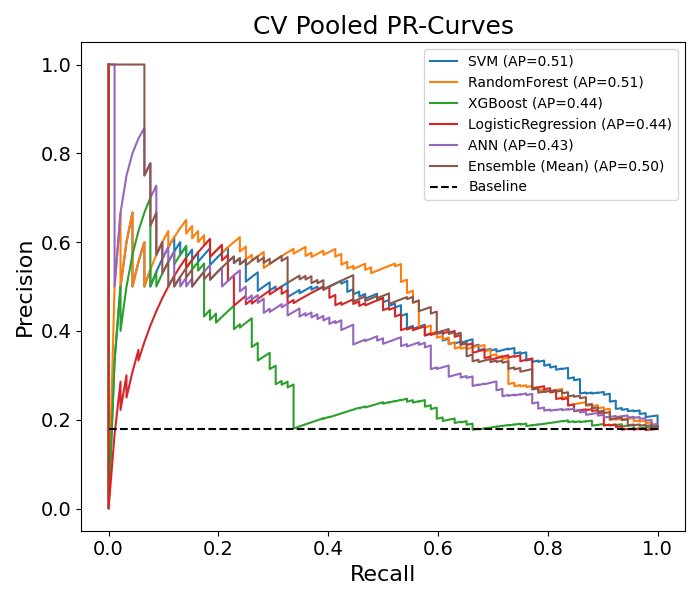 CV Pooled PR-Curves
Precision
1.0
0.8
0.6
0.4
0.2
0.0
SVM (AP=0.51)
RandomForest (AP=0.51)
XGBoost (AP=0.44)
LogisticRegression (AP=0.44)
ANN (AP=0.43)
Ensemble (Mean) (AP=0.50)
Baseline
0.0 0.2 0.4 0.6 0.8 1.0
Recall